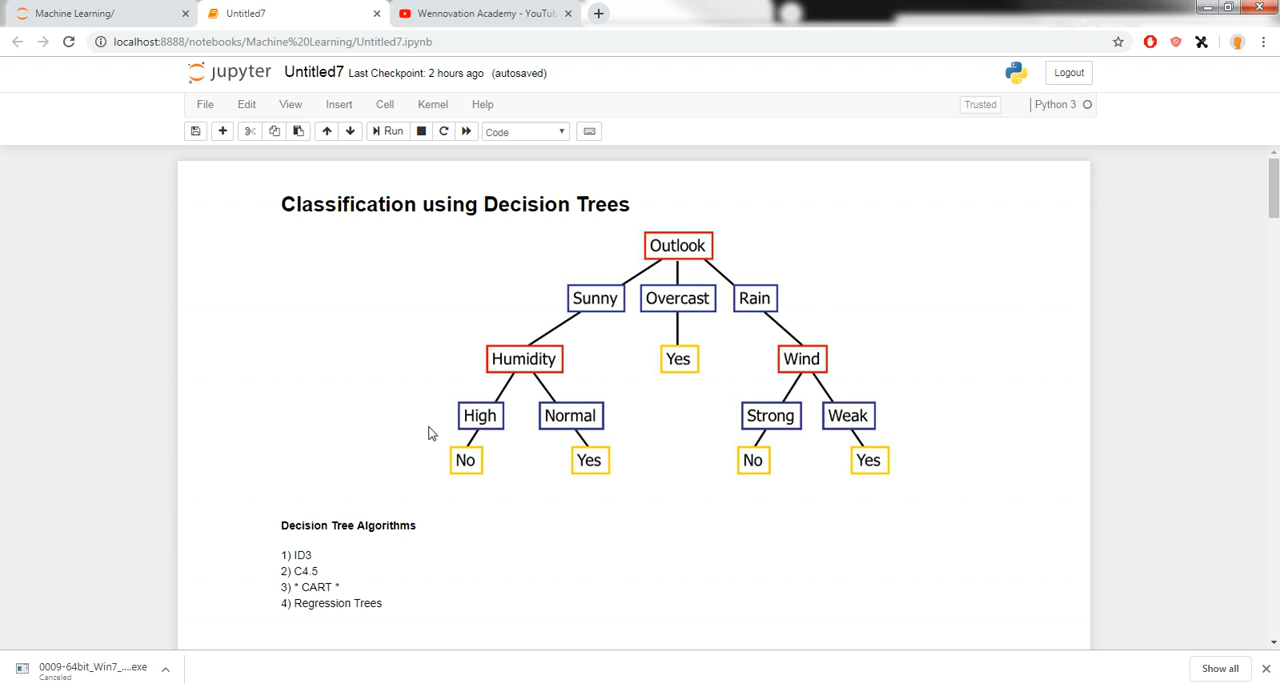 Machine Learning/
Untitled7
Wennovation Academy - YouTub
localhost:8888/notebooks/Machine%20Learning/Untitled7.ipynb
jupyter Untitled7 Last Checkpoint: 2 hours ago (autosaved)
Logout
File Edit View Insert Cell Kernel Help
Trusted
Python 3
Run
Code
Classification using Decision Trees
Outlook
Sunny Overcast Rain
Humidity Yes Wind
High Normal Strong Weak
No Yes No Yes
Decision Tree Algorithms
1) ID3
2) C4.5
3) * CART *
4) Regression Trees
0009-64bit_Win7_....exe
Canceled
Show all